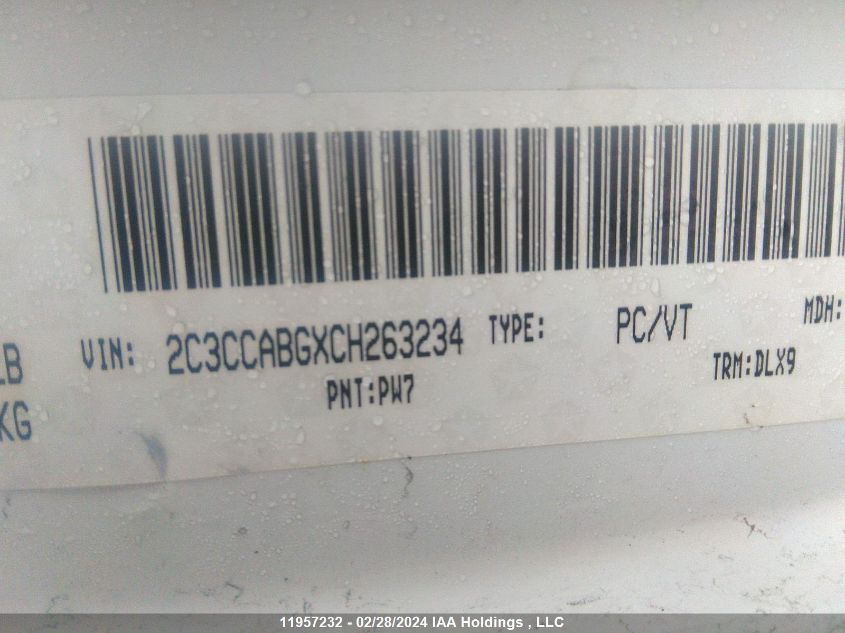 VIN: 2C3CCABGXCH263234 TYPE: PC/VT MDH:
LB PNT:PW7 TRM:DLX9
KG
11957232 - 02/28/2024 IAA Holdings , LLC